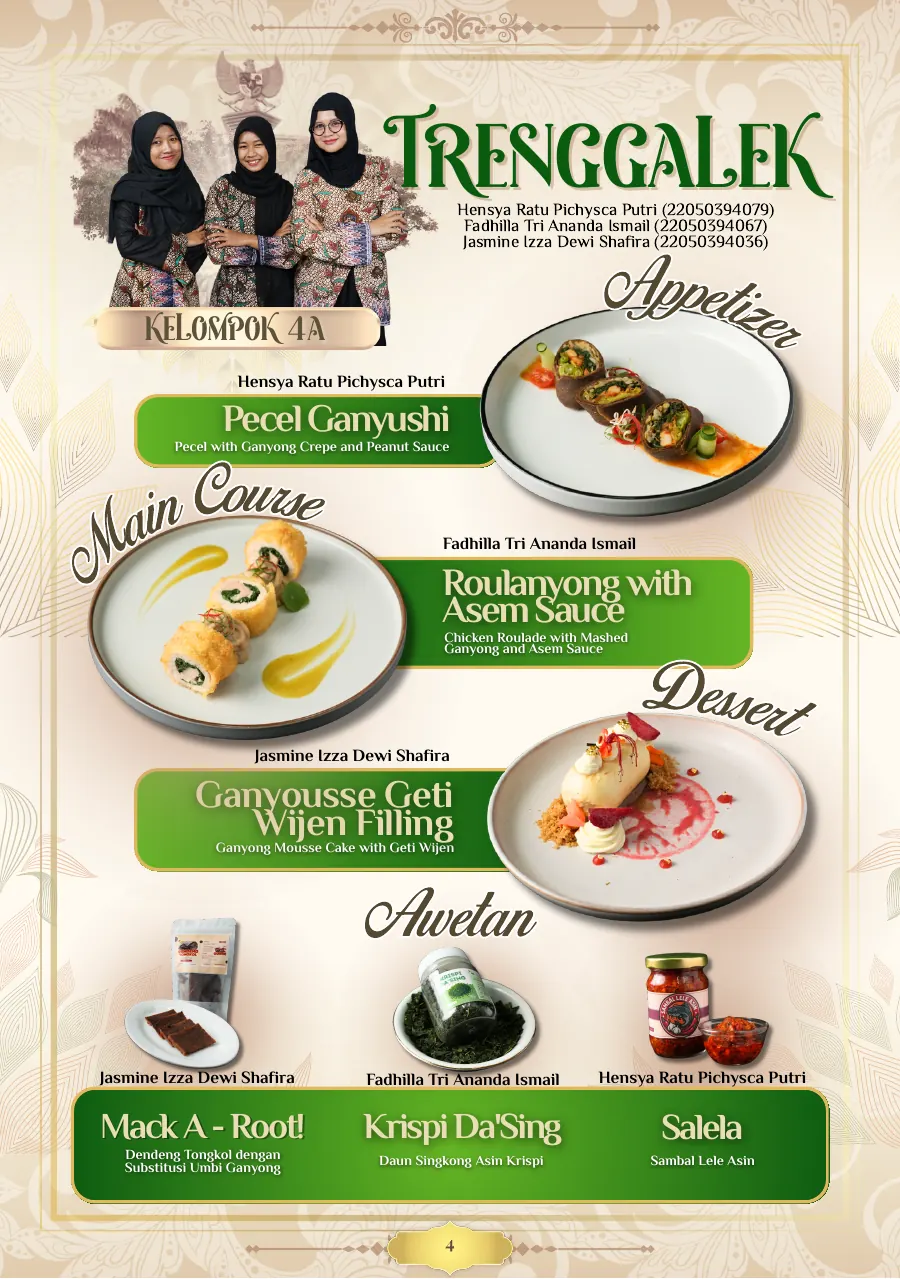 TRENGGALEK
Hensya Ratu Pichysca Putri (22050394079)
Fadhilla Tri Ananda Ismail (22050394067)
Jasmine Izza Dewi Shafira (22050394036)
KELOMPOK 4A
Appetizer
Hensya Ratu Pichysca Putri
Pecel Ganyushi
Pecel with Ganyong Crepe and Peanut Sauce
Main Course
Fadhilla Tri Ananda Ismail
Roulanyong with
Asem Sauce
Chicken Roulade with Mashed
Ganyong and Asem Sauce
Dessert
Jasmine Izza Dewi Shafira
Ganyousse Geti
Wijen Filling
Ganyong Mousse Cake with Geti Wijen
Awetan
SAMBAL LELE ASIN
Jasmine Izza Dewi Shafira
Fadhilla Tri Ananda Ismail
Hensya Ratu Pichysca Putri
Mack A - Root!
Dendeng Tongkol dengan
Substitusi Umbi Ganyong
Krispi Da'Sing
Daun Singkong Asin Krispi
Salela
Sambal Lele Asin
4